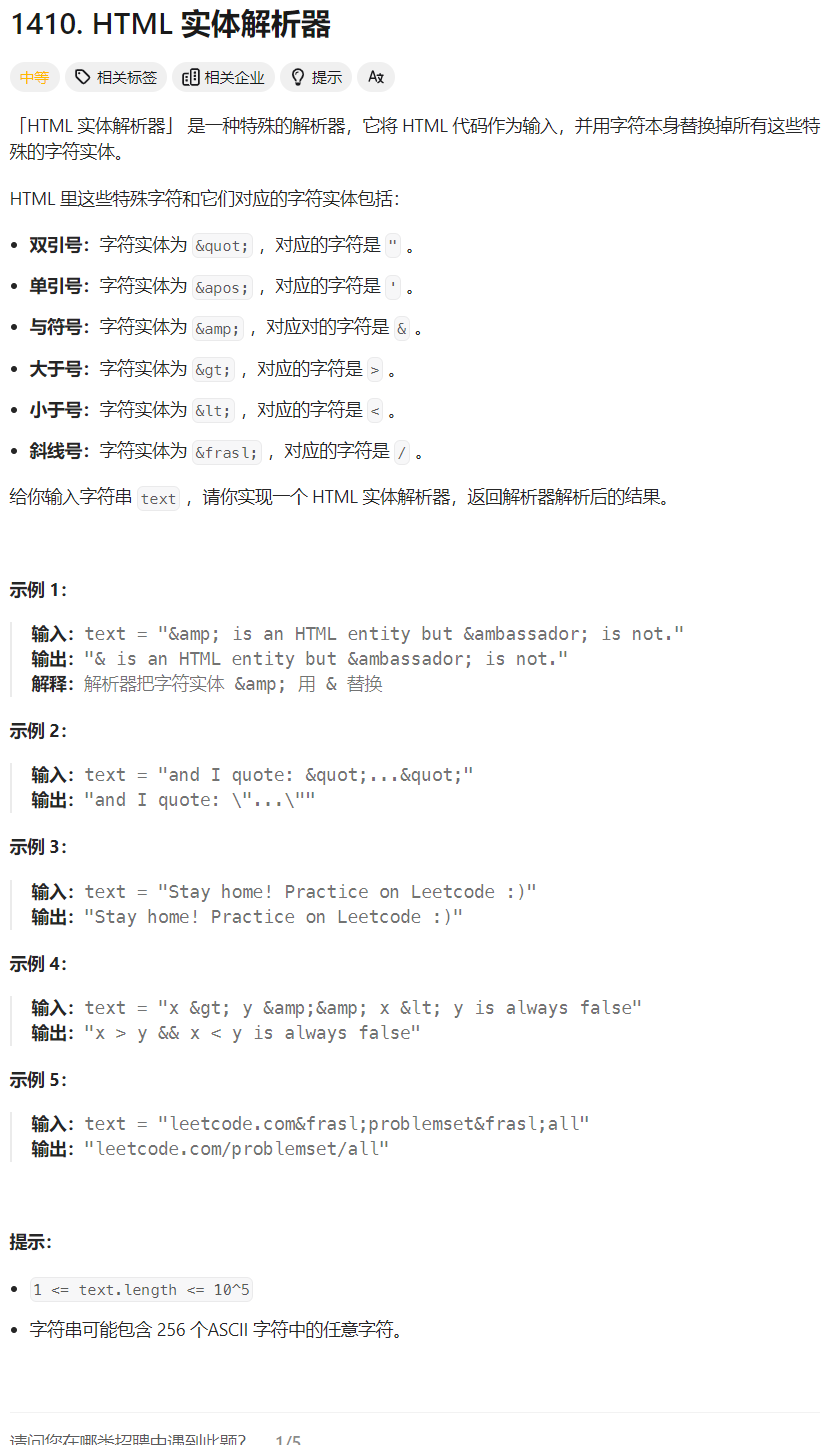 1410. HTML 实体解析器
中等 相关标签 相关企业 提示
「HTML 实体解析器」 是一种特殊的解析器，它将 HTML 代码作为输入，并用字符本身替换掉所有这些特
殊的字符实体。
HTML 里这些特殊字符和它们对应的字符实体包括：
• 双引号：字符实体为 &quot; ，对应的字符是 " 。
• 单引号：字符实体为 &apos; ，对应的字符是 ' 。
• 与符号：字符实体为 &amp; ，对应对的字符是 & 。
• 大于号：字符实体为 &gt; ，对应的字符是 > 。
• 小于号：字符实体为 &lt; ，对应的字符是 < 。
• 斜线号：字符实体为 &frasl; ，对应的字符是 / 。
给你输入字符串 text ，请你实现一个 HTML 实体解析器，返回解析器解析后的结果。
示例 1：
输入：text = "&amp; is an HTML entity but &ambassador; is not."
输出："& is an HTML entity but &ambassador; is not."
解释：解析器把字符实体 &amp; 用 & 替换
示例 2：
输入：text = "and I quote: &quot;...&quot;"
输出："and I quote: \"...\""
示例 3：
输入：text = "Stay home! Practice on Leetcode :)"
输出："Stay home! Practice on Leetcode :)"
示例 4：
输入：text = "x &gt; y &amp;&amp; x &lt; y is always false"
输出："x > y && x < y is always false"
示例 5：
输入：text = "leetcode.com&frasl;problemset&frasl;all"
输出："leetcode.com/problemset/all"
提示：
• 1 <= text.length <= 10^5
• 字符串可能包含 256 个ASCII 字符中的任意字符。
请问您在哪类招聘中遇到此题？ 1/5